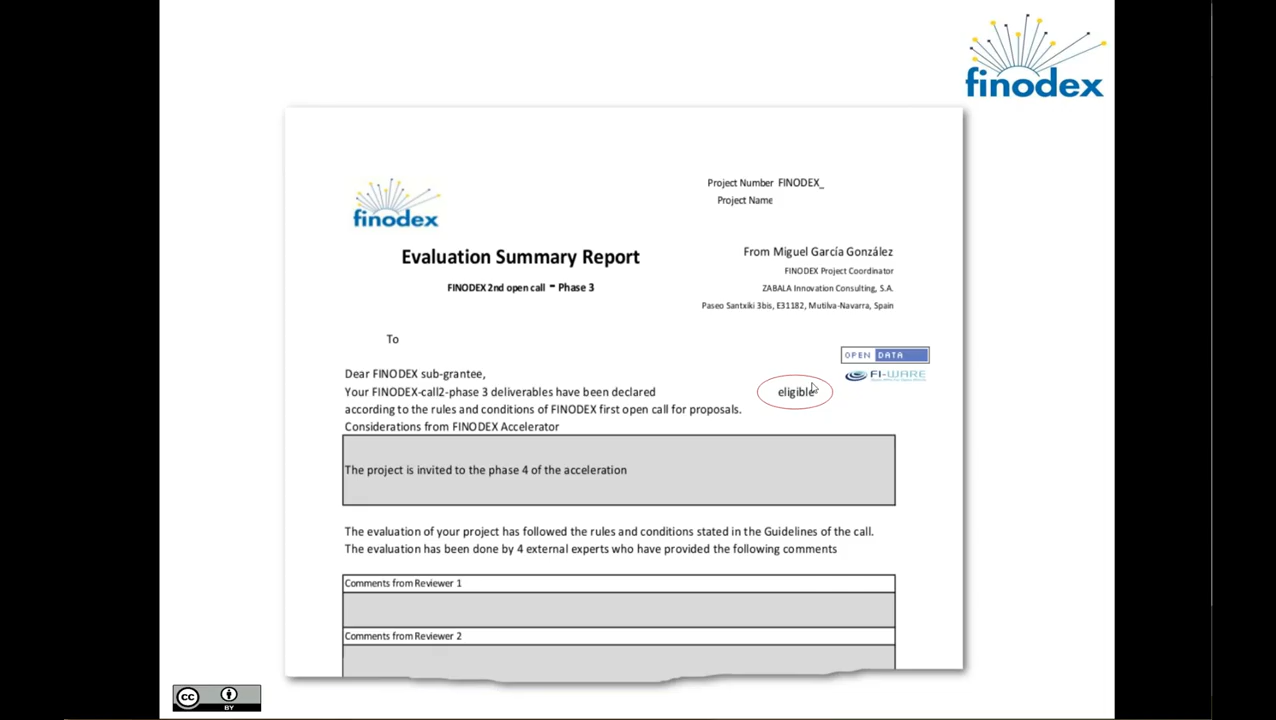 finodex
finodex
Project Number FINODEX_
Project Name
Evaluation Summary Report
FINODEX 2nd open call - Phase 3
From Miguel García González
FINODEX Project Coordinator
ZABALA Innovation Consulting, S.A.
Paseo Santxiki 3bis, E31182, Mutilva-Navarra, Spain
To
OPEN DATA
FI-WARE
Dear FINODEX sub-grantee,
Your FINODEX-call2-phase 3 deliverables have been declared eligible
according to the rules and conditions of FINODEX first open call for proposals.
Considerations from FINODEX Accelerator
The project is invited to the phase 4 of the acceleration
The evaluation of your project has followed the rules and conditions stated in the Guidelines of the call.
The evaluation has been done by 4 external experts who have provided the following comments
Comments from Reviewer 1
Comments from Reviewer 2
cc
BY